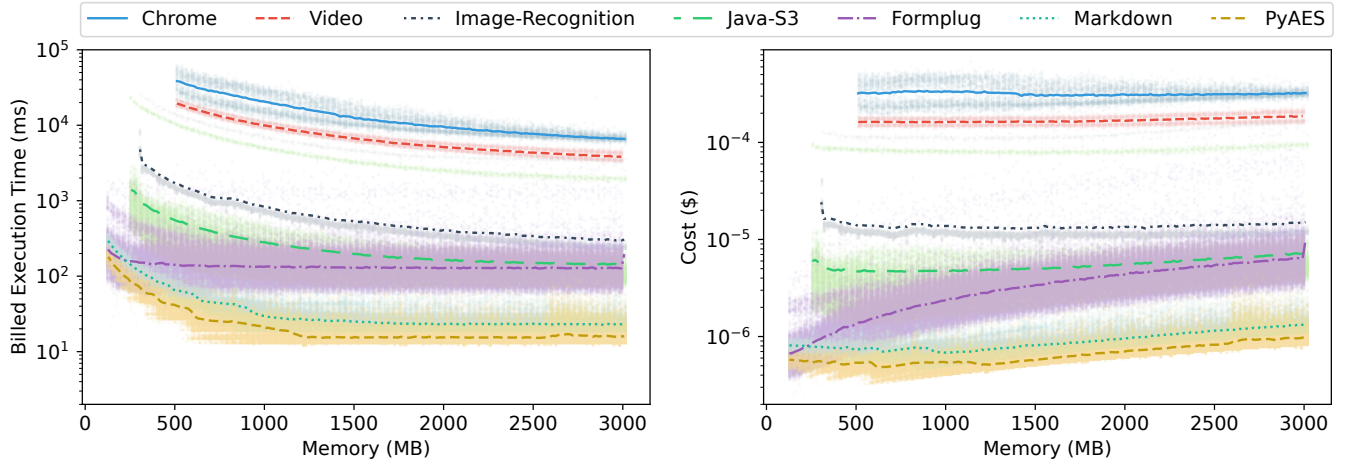 Chrome Video Image-Recognition Java-S3 Formplug Markdown PyAES
Billed Execution Time (ms)
10^5
10^4
10^3
10^2
10^1
0 500 1000 1500 2000 2500 3000
Memory (MB)
Cost ($)
10^-4
10^-5
10^-6
0 500 1000 1500 2000 2500 3000
Memory (MB)